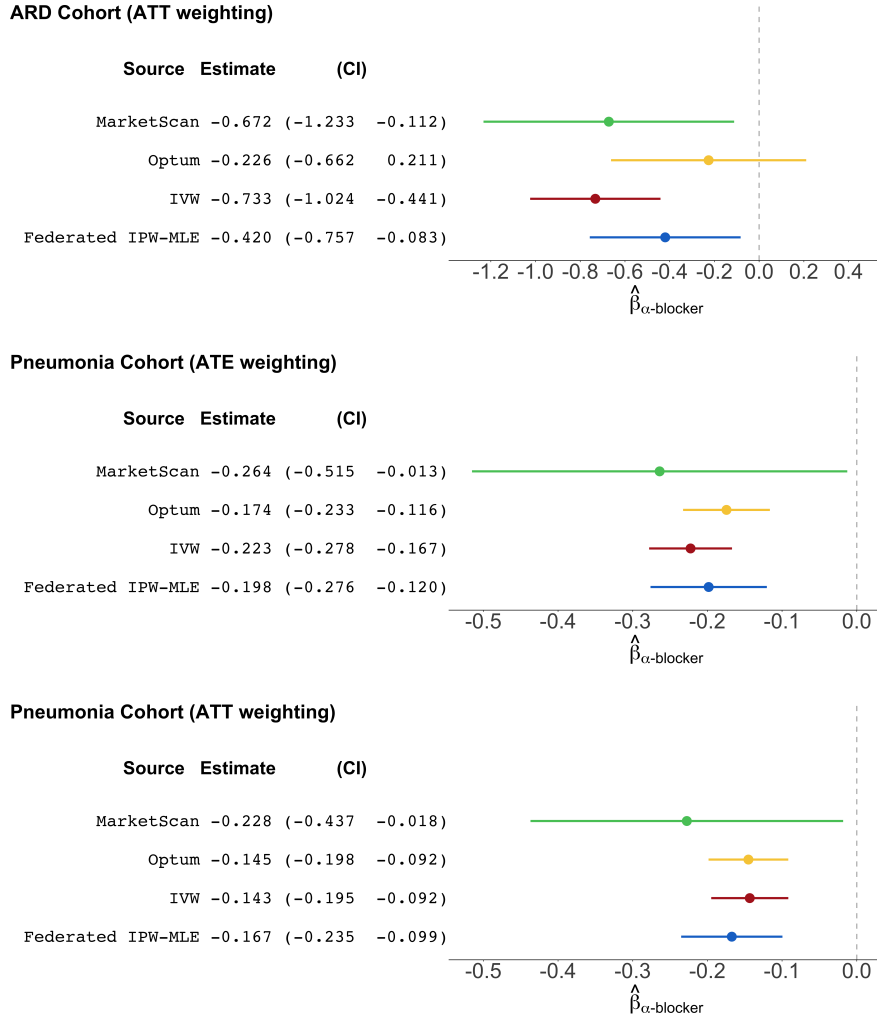 ARD Cohort (ATT weighting)
Source Estimate (CI)
MarketScan -0.672 (-1.233 -0.112)
Optum -0.226 (-0.662 0.211)
IVW -0.733 (-1.024 -0.441)
Federated IPW-MLE -0.420 (-0.757 -0.083)
-1.2 -1.0 -0.8 -0.6 -0.4 -0.2 0.0 0.2 0.4
β̂α-blocker
Pneumonia Cohort (ATE weighting)
Source Estimate (CI)
MarketScan -0.264 (-0.515 -0.013)
Optum -0.174 (-0.233 -0.116)
IVW -0.223 (-0.278 -0.167)
Federated IPW-MLE -0.198 (-0.276 -0.120)
-0.5 -0.4 -0.3 -0.2 -0.1 0.0
β̂α-blocker
Pneumonia Cohort (ATT weighting)
Source Estimate (CI)
MarketScan -0.228 (-0.437 -0.018)
Optum -0.145 (-0.198 -0.092)
IVW -0.143 (-0.195 -0.092)
Federated IPW-MLE -0.167 (-0.235 -0.099)
-0.5 -0.4 -0.3 -0.2 -0.1 0.0
β̂α-blocker